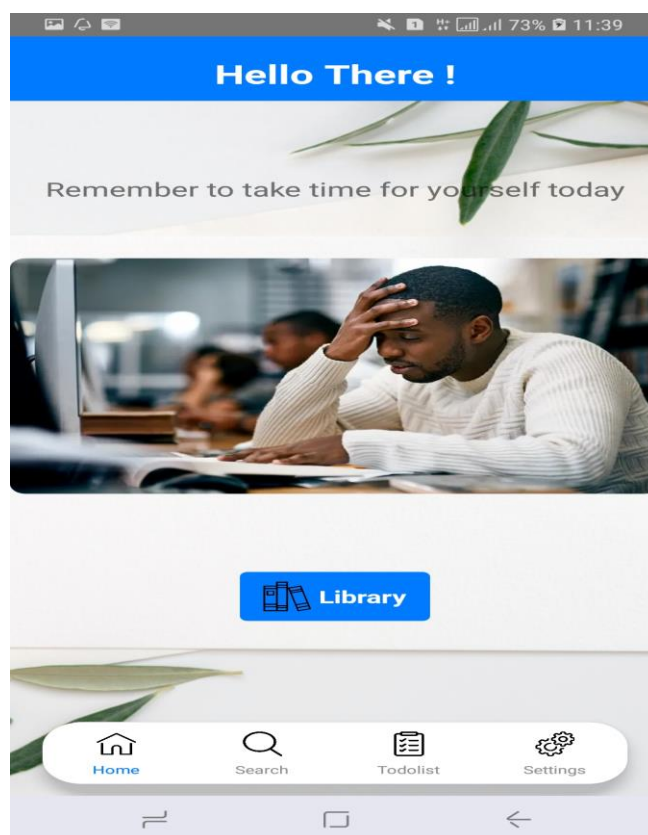 73% 11:39
Hello There !
Remember to take time for yourself today
Library
Home Search Todolist Settings